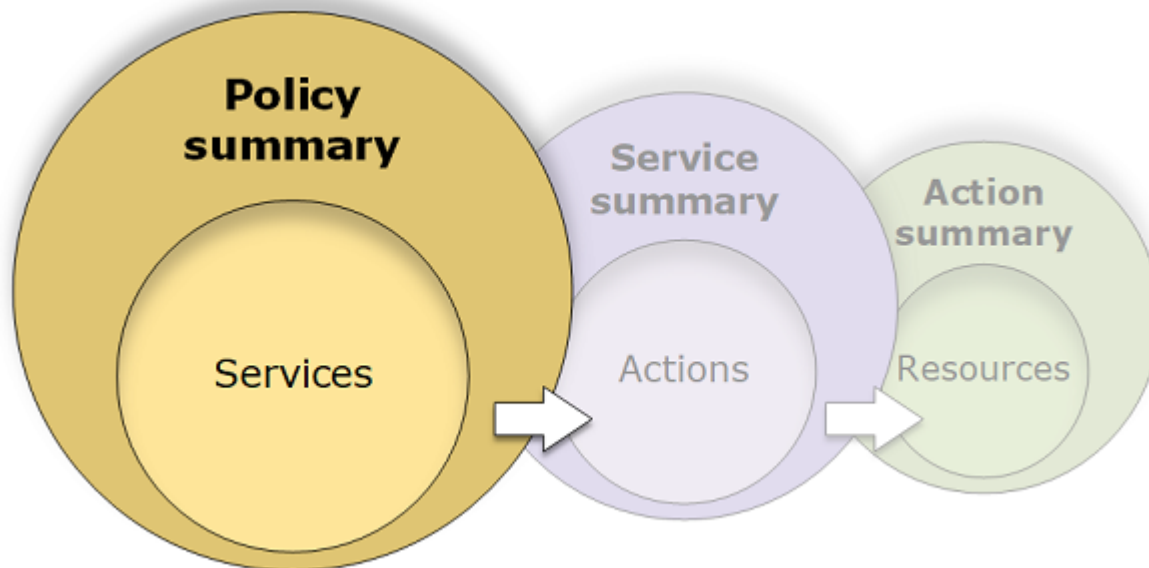 Policy
summary
Services
Service
summary
Actions
Action
summary
Resources